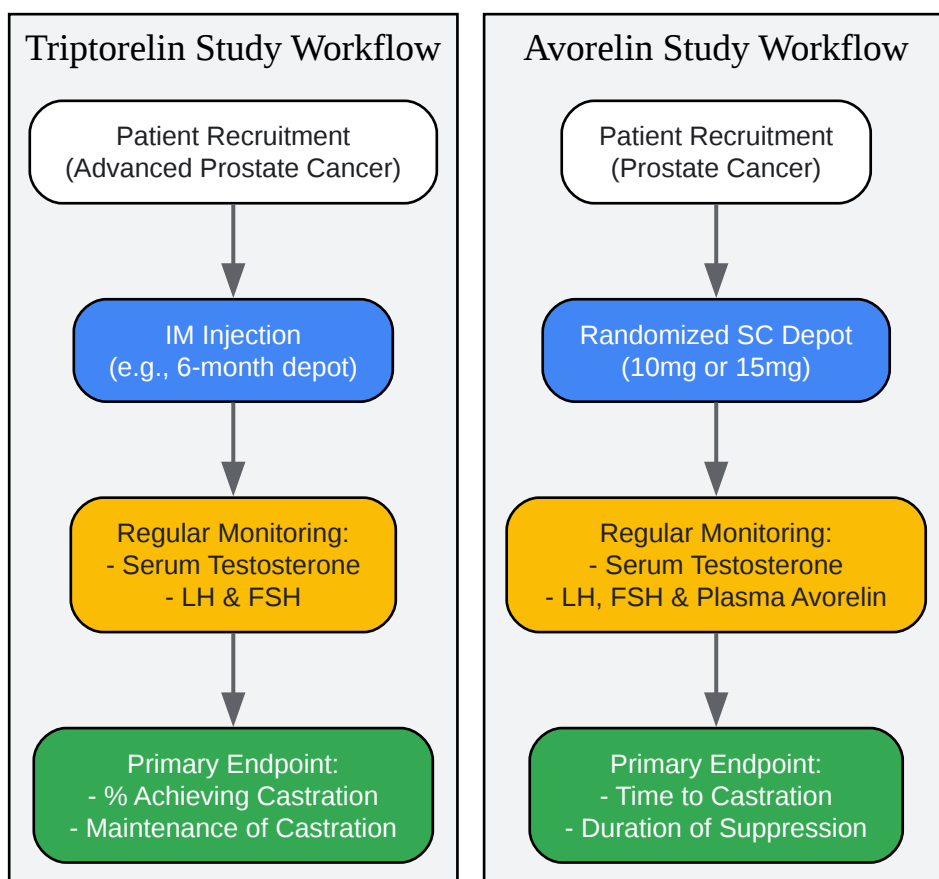 Triptorelin Study Workflow
Patient Recruitment
(Advanced Prostate Cancer)
IM Injection
(e.g., 6-month depot)
Regular Monitoring:
- Serum Testosterone
- LH & FSH
Primary Endpoint:
- % Achieving Castration
- Maintenance of Castration
Avorelin Study Workflow
Patient Recruitment
(Prostate Cancer)
Randomized SC Depot
(10mg or 15mg)
Regular Monitoring:
- Serum Testosterone
- LH, FSH & Plasma Avorelin
Primary Endpoint:
- Time to Castration
- Duration of Suppression